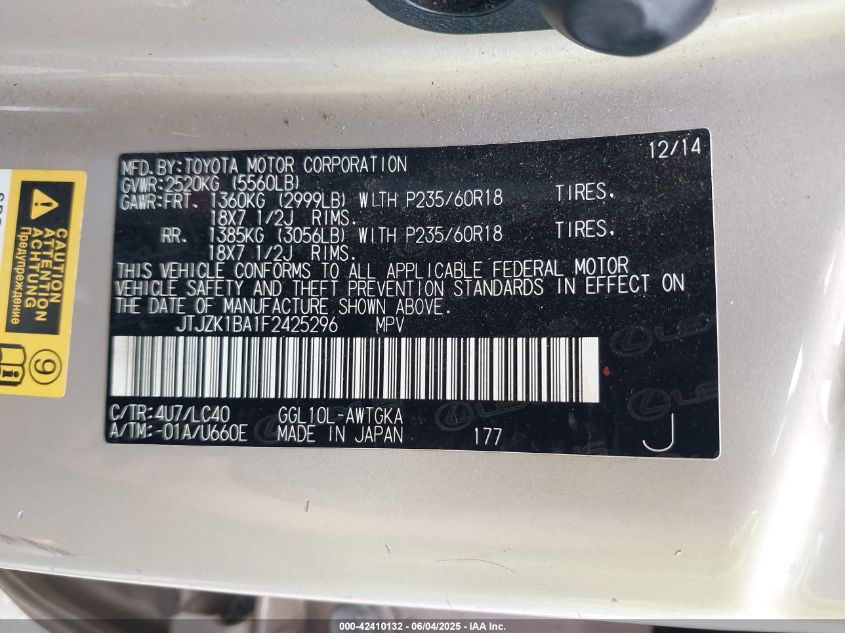 12/14
MFD.BY:TOYOTA MOTOR CORPORATION
GVWR:2520KG (5560LB)
GAWR:FRT. 1360KG (2999LB) WITH P235/60R18 TIRES.
18X7 1/2J RIMS.
RR. 1385KG (3056LB) WITH P235/60R18 TIRES.
18X7 1/2J RIMS.
THIS VEHICLE CONFORMS TO ALL APPLICABLE FEDERAL MOTOR
VEHICLE SAFETY AND THEFT PREVENTION STANDARDS IN EFFECT ON
THE DATE OF MANUFACTURE SHOWN ABOVE.
JTJZK1BA1F2425296 MPV
C/TR:4U7/LC40 GGL10L-AWTGKA
A/TM:-01A/U660E MADE IN JAPAN 177 J
CAUTION
ATTENTION
ACHTUNG
Предупреждение
9
000-42410132 - 06/04/2025 - IAA, Inc.